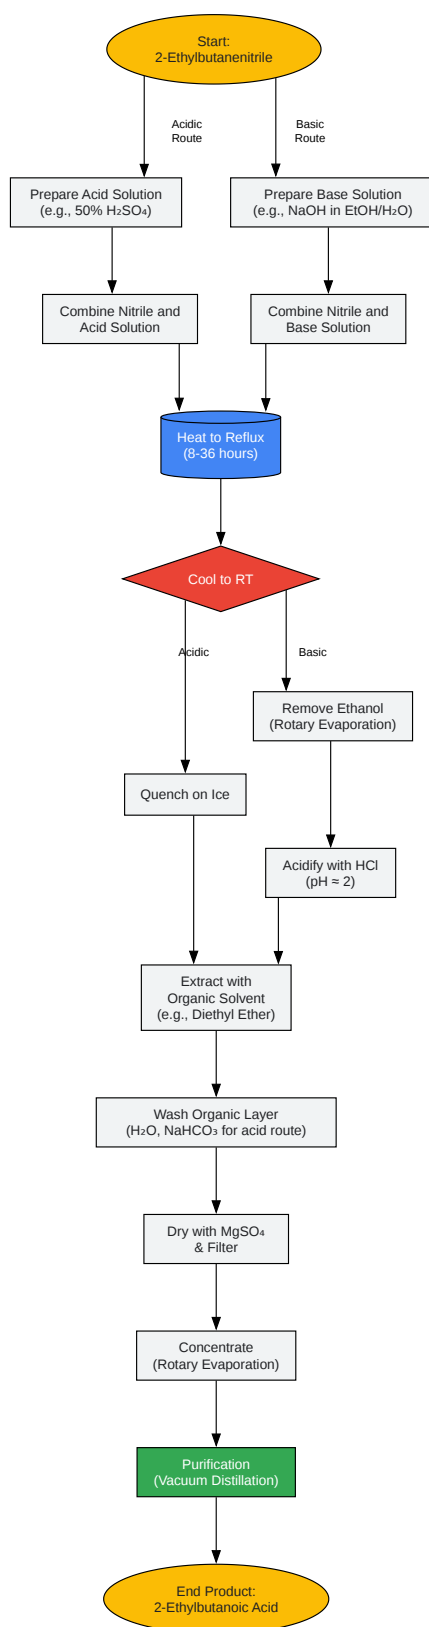 Start:
2-Ethylbutanenitrile
Acidic
Route
Basic
Route
Prepare Acid Solution
(e.g., 50% H₂SO₄)
Prepare Base Solution
(e.g., NaOH in EtOH/H₂O)
Combine Nitrile and
Acid Solution
Combine Nitrile and
Base Solution
Heat to Reflux
(8-36 hours)
Cool to RT
Acidic
Basic
Remove Ethanol
(Rotary Evaporation)
Quench on Ice
Acidify with HCl
(pH ≈ 2)
Extract with
Organic Solvent
(e.g., Diethyl Ether)
Wash Organic Layer
(H₂O, NaHCO₃ for acid route)
Dry with MgSO₄
& Filter
Concentrate
(Rotary Evaporation)
Purification
(Vacuum Distillation)
End Product:
2-Ethylbutanoic Acid